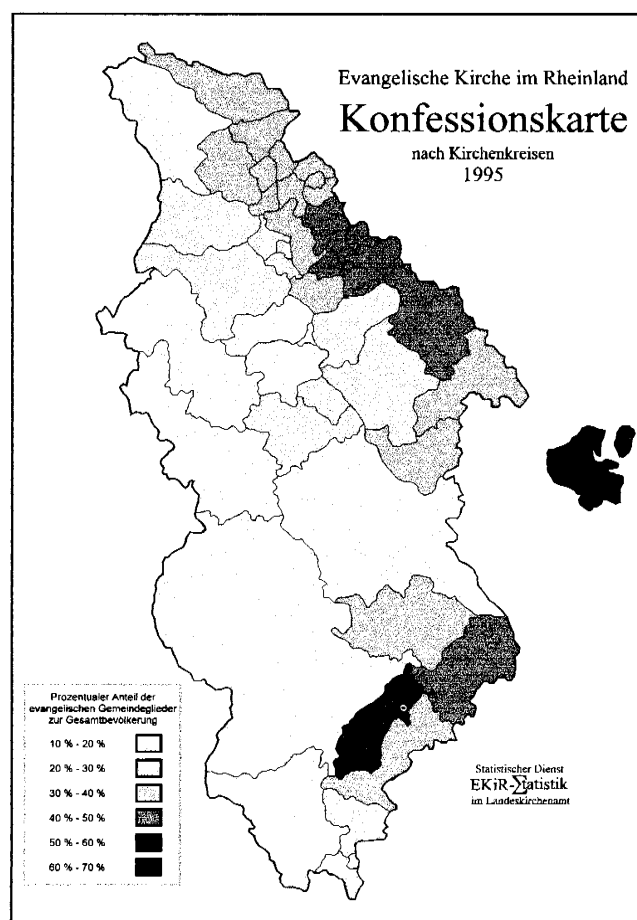 Evangelische Kirche im Rheinland
Konfessionskarte
nach Kirchenkreisen
1995
Prozentualer Anteil der
evangelischen Gemeindeglieder
zur Gesamtbevölkerung
10 % - 20 %
20 % - 30 %
30 % - 40 %
40 % - 50 %
50 % - 60 %
60 % - 70 %
Statistischer Dienst
EKiR-∑tatistik
im Landeskirchenamt